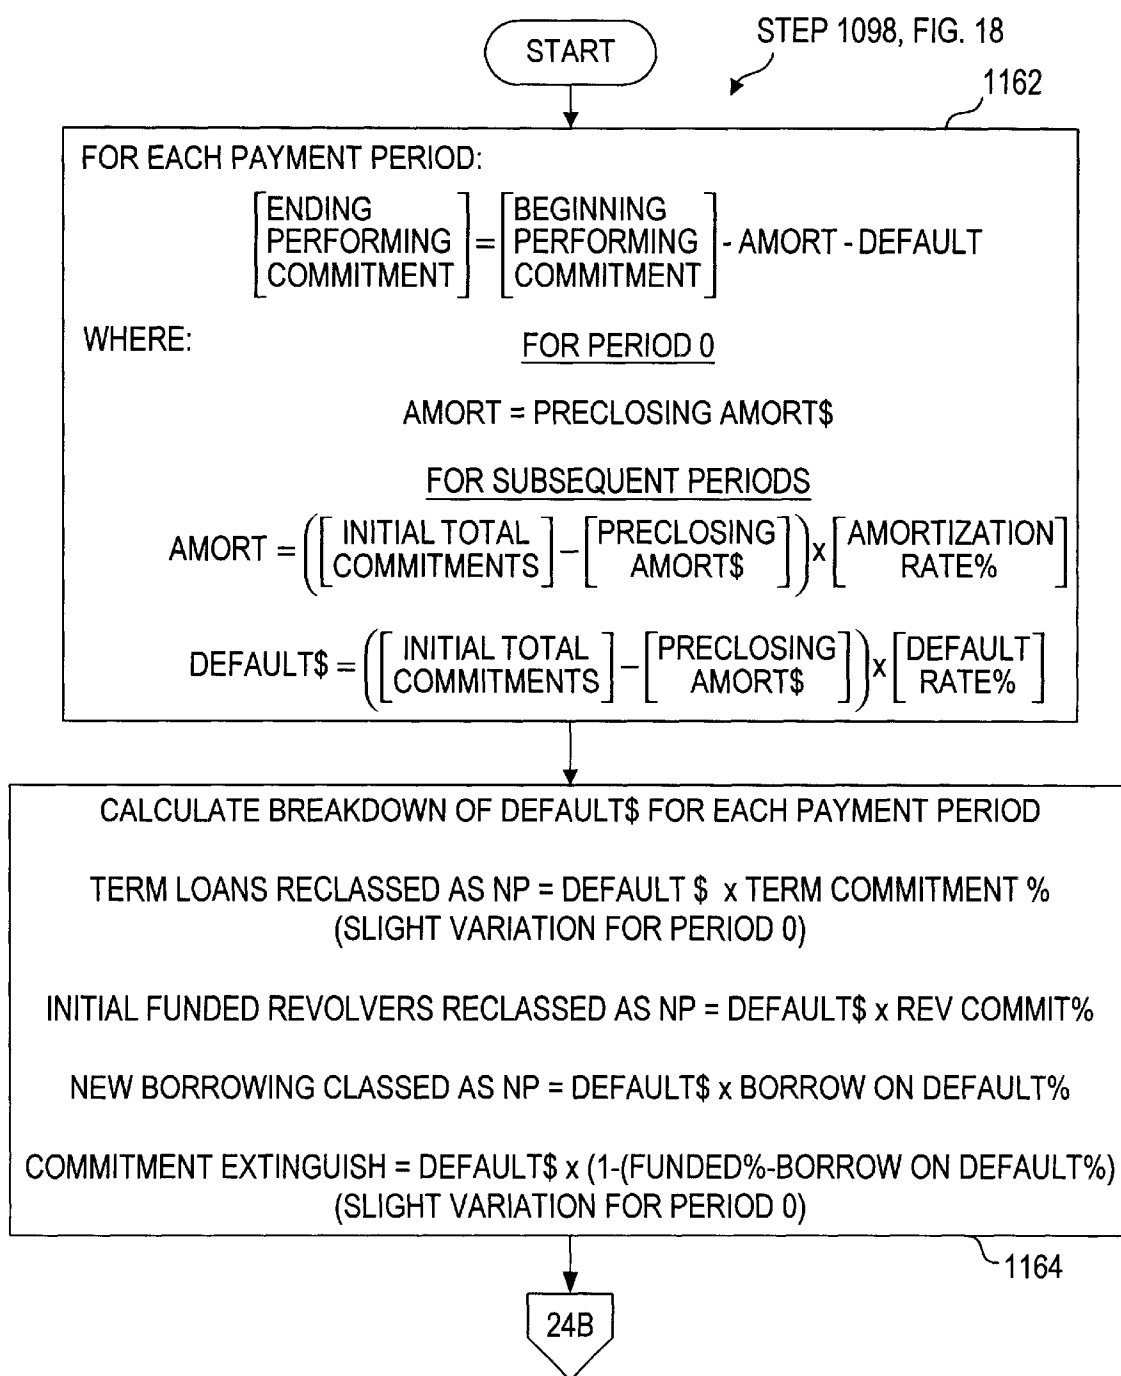 START
STEP 1098, FIG. 18
1162
FOR EACH PAYMENT PERIOD:
[ENDING PERFORMING COMMITMENT] = [BEGINNING PERFORMING COMMITMENT] - AMORT - DEFAULT
WHERE:
FOR PERIOD 0
AMORT = PRECLOSING AMORT$
FOR SUBSEQUENT PERIODS
AMORT = ([INITIAL TOTAL COMMITMENTS] - [PRECLOSING AMORT$]) x [AMORTIZATION RATE%]
DEFAULT$ = ([INITIAL TOTAL COMMITMENTS] - [PRECLOSING AMORT$]) x [DEFAULT RATE%]
CALCULATE BREAKDOWN OF DEFAULT$ FOR EACH PAYMENT PERIOD
TERM LOANS RECLASSED AS NP = DEFAULT $ x TERM COMMITMENT %
(SLIGHT VARIATION FOR PERIOD 0)
INITIAL FUNDED REVOLVERS RECLASSED AS NP = DEFAULT$ x REV COMMIT%
NEW BORROWING CLASSED AS NP = DEFAULT$ x BORROW ON DEFAULT%
COMMITMENT EXTINGUISH = DEFAULT$ x (1-(FUNDED%-BORROW ON DEFAULT%)
(SLIGHT VARIATION FOR PERIOD 0)
1164
24B